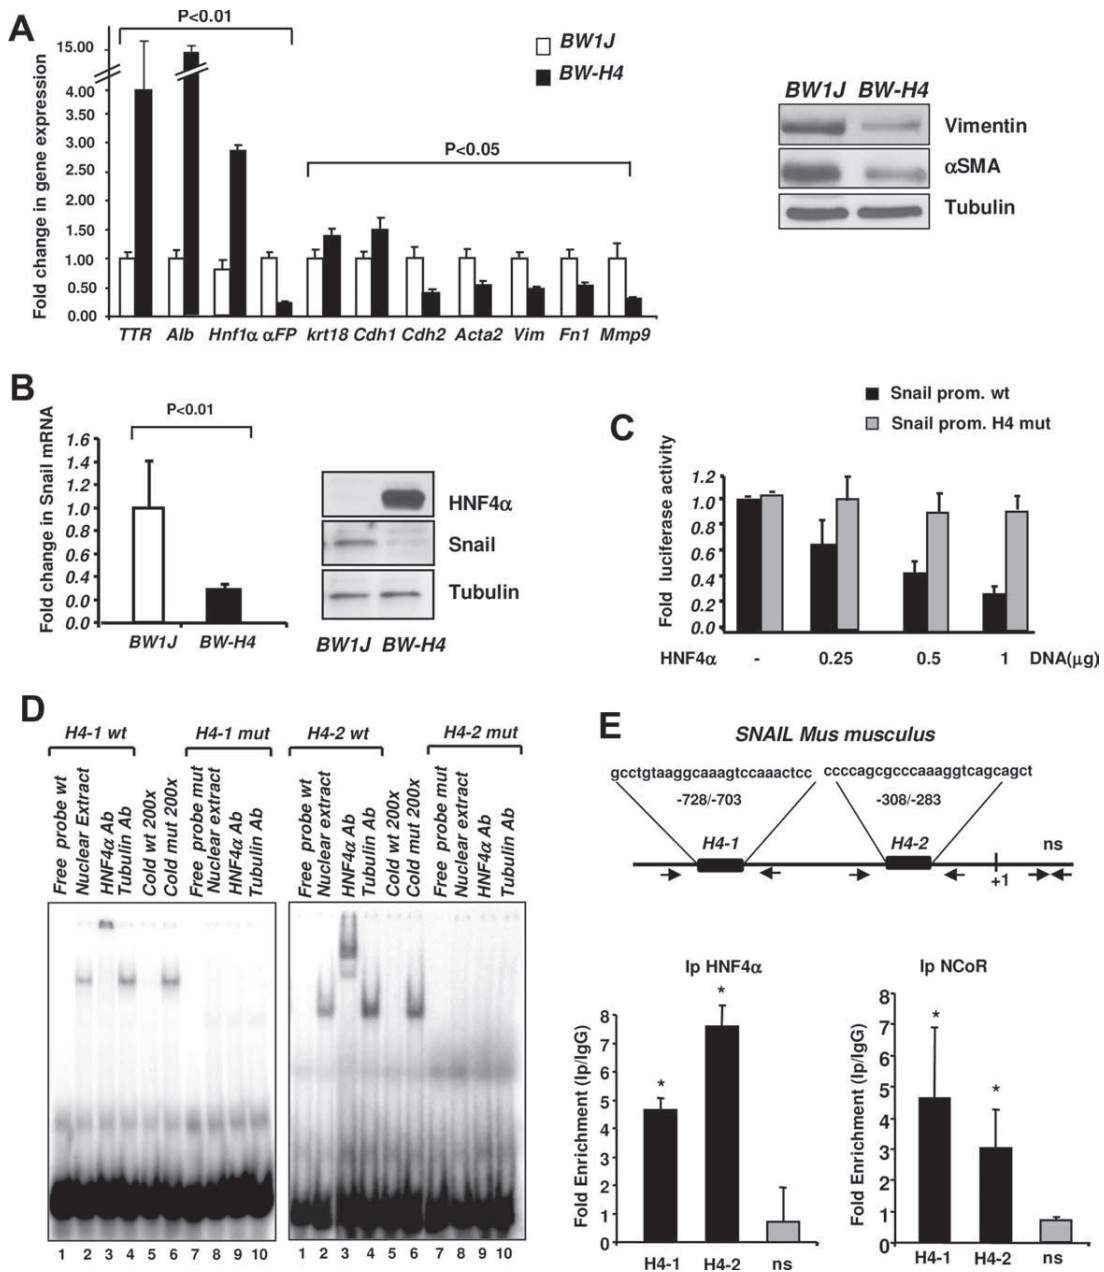 A
P<0.01
15.00
4.00
3.50
3.00
2.00
1.50
1.00
0.50
0.00
Fold change in gene expression
BW1J
BW-H4
P<0.05
TTR Alb Hnf1α αFP krt18 Cdh1 Cdh2 Acta2 Vim Fn1 Mmp9
BW1J BW-H4
Vimentin
αSMA
Tubulin
B
P<0.01
Fold change in Snail mRNA
1.6
1.4
1.2
1.0
0.8
0.6
0.4
0.0
BW1J BW-H4
HNF4α
Snail
Tubulin
BW1J BW-H4
C
Snail prom. wt
Snail prom. H4 mut
Fold luciferase activity
1.2
1.0
0.8
0.6
0.4
0.2
0.0
HNF4α - 0.25 0.5 1 DNA(μg)
D
H4-1 wt H4-1 mut H4-2 wt H4-2 mut
Free probe wt
Nuclear Extract
HNF4α Ab
Tubulin Ab
Cold wt 200x
Cold mut 200x
Free probe mut
Nuclear extract
HNF4α Ab
Tubulin Ab
Free probe wt
Nuclear extract
HNF4α Ab
Tubulin Ab
Cold wt 200x
Cold mut 200x
Free probe mut
Nuclear extract
HNF4α Ab
Tubulin Ab
1 2 3 4 5 6 7 8 9 10
1 2 3 4 5 6 7 8 9 10
E
SNAIL Mus musculus
gcctgtaaggcaaagtccaaactcc ccccagcgcccaaaggtcagcagct
-728/-703 -308/-283
H4-1 H4-2 ns
+1
Ip HNF4α
Fold Enrichment (Ip/IgG)
8
7
6
5
4
3
2
1
0
*
*
H4-1 H4-2 ns
Ip NCoR
Fold Enrichment (Ip/IgG)
8
7
6
5
4
3
2
1
0
*
*
H4-1 H4-2 ns